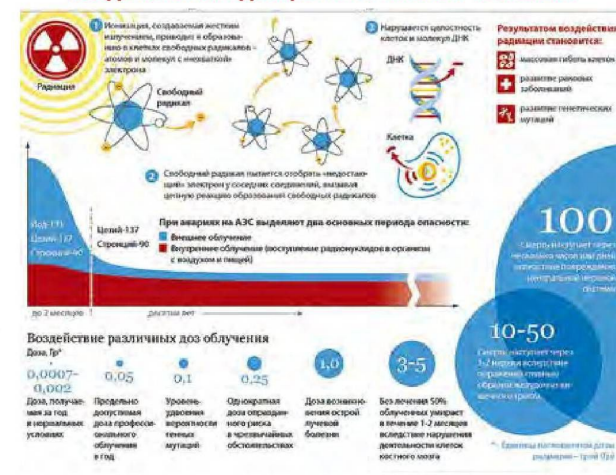 Радиация
1 Ионизация, создаваемая жестким
излучением, приводит к образова-
нию в клетках свободных радикалов –
атомов и молекул с «нехваткой»
электрона
Свободный
радикал
2 Свободный радикал пытается отобрать «недостаю-
щий» электрон у соседних соединений, вызывая
цепную реакцию образования свободных радикалов
3 Нарушается целостность
клеток и молекул ДНК
ДНК
Клетка
Результатом воздействия
радиации становится:
массовая гибель клеток
развитие раковых
заболеваний
развитие генетических
мутаций
Йод-131
Цезий-137
Стронций-90
Цезий-137
Стронций-90
При авариях на АЭС выделяют два основных периода опасности:
Внешнее облучение
Внутреннее облучение (поступление радионуклидов в организм
с воздухом и пищей)
до 2 месяцев
десятки лет
Воздействие различных доз облучения
Доза, Гр*
0,0007-
0,002
Доза, получае-
мая за год
в нормальных
условиях
0,05
Предельно
допустимая
доза професси-
онального
облучения
в год
0,1
Уровень
удвоения
вероятности
генных
мутаций
0,25
Однократная
доза оправдан-
ного риска
в чрезвычайных
обстоятельствах
1,0
Доза возникно-
вения острой
лучевой
болезни
3-5
Без лечения 50%
облученных умирает
в течение 1-2 месяцев
вследствие нарушения
деятельности клеток
костного мозга
10-50
Смерть наступает через
1-2 недели вследствие
поражений главным
образом желудочно-ки-
шечного тракта
100
Смерть наступает через
несколько часов или дней
вследствие повреждения
центральной нервной
системы